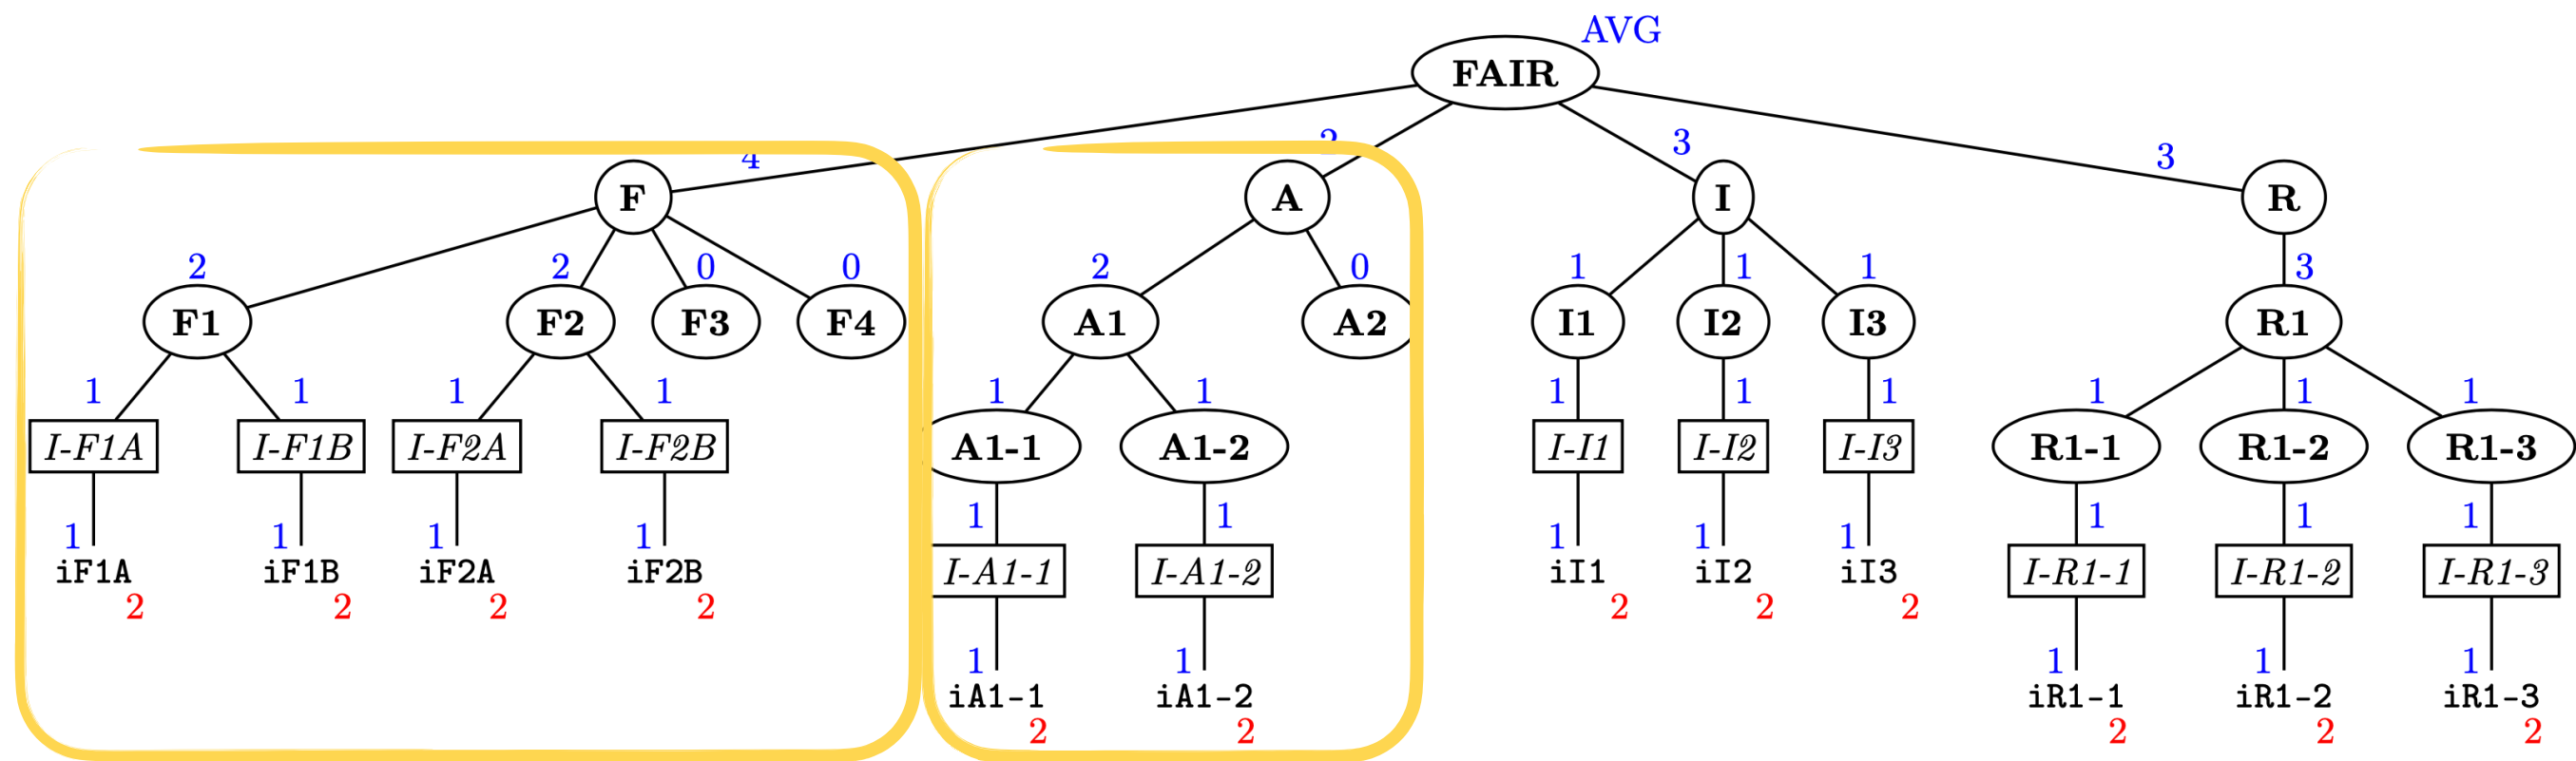 AVG
FAIR
4 2 3 3
F A I R
2 2 0 0 2 0 1 1 1 3
F1 F2 F3 F4 A1 A2 I1 I2 I3 R1
1 1 1 1 1 1 1 1 1 1 1 1
I-F1A I-F1B I-F2A I-F2B A1-1 A1-2 I-I1 I-I2 I-I3 R1-1 R1-2 R1-3
1 1 1 1 1
1 1 1 1 1 1 1
iF1A iF1B iF2A iF2B I-A1-1 I-A1-2 iI1 iI2 iI3 I-R1-1 I-R1-2 I-R1-3
2 2 2 2 2 2 2
1 1 1 1 1
iA1-1 iA1-2 iR1-1 iR1-2 iR1-3
2 2 2 2 2